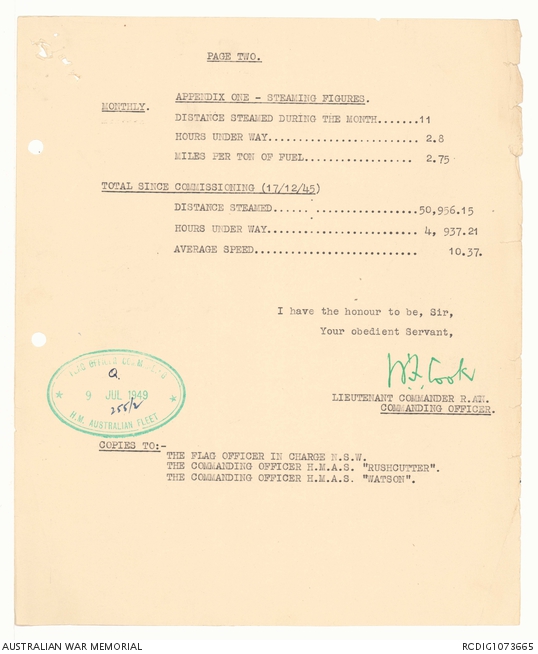 PAGE TWO.
APPENDIX ONE - STEAMING FIGURES.
MONTHLY.
DISTANCE STEAMED DURING THE MONTH.......11
HOURS UNDER WAY......................... 2.8
MILES PER TON OF FUEL.................. 2.75
TOTAL SINCE COMMISSIONING (17/12/45)
DISTANCE STEAMED........................50,956.15
HOURS UNDER WAY......................... 4, 937.21
AVERAGE SPEED........................... 10.37.
I have the honour to be, Sir,
Your obedient Servant,
LIEUTENANT COMMANDER R.AN.
COMMANDING OFFICER.
Q.
9 JUL 1949
255/2
H.M. AUSTRALIAN FLEET
COPIES TO:-
THE FLAG OFFICER IN CHARGE N.S.W.
THE COMMANDING OFFICER H.M.A.S. "RUSHCUTTER".
THE COMMANDING OFFICER H.M.A.S. "WATSON".
AUSTRALIAN WAR MEMORIAL
RCDIG1073665